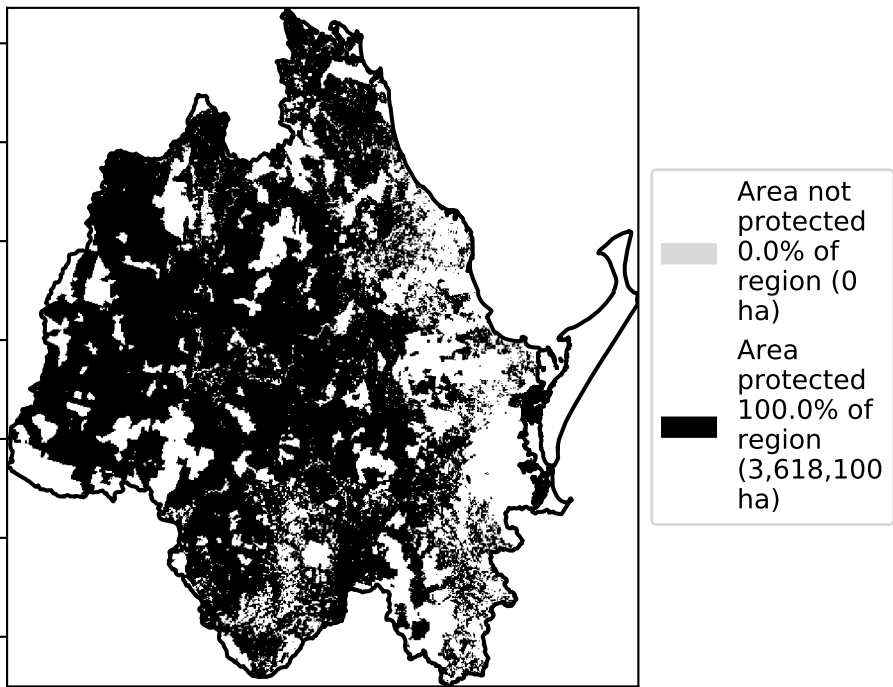 Area not
protected
0.0% of
region (0
ha)
Area
protected
100.0% of
region
(3,618,100
ha)